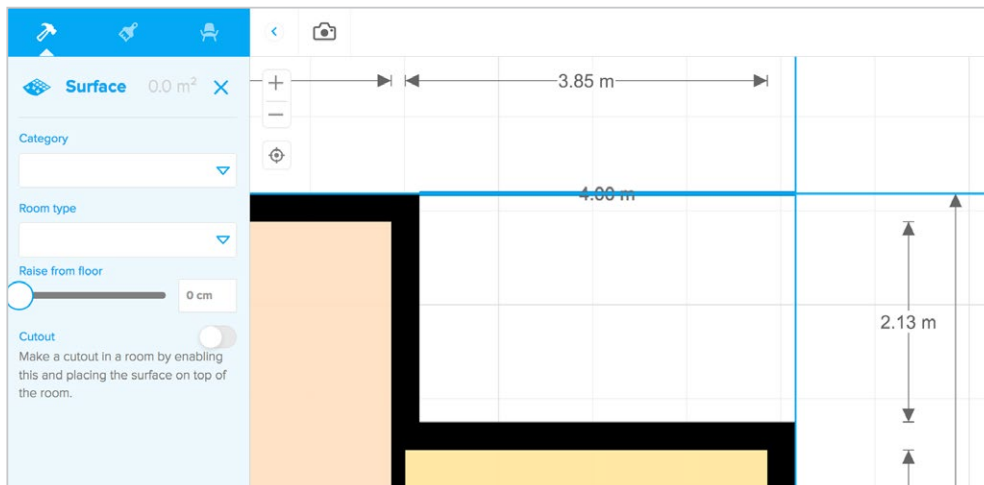 Surface 0.0 m²
Category
Room type
Raise from floor
0 cm
Cutout
Make a cutout in a room by enabling
this and placing the surface on top of
the room.
3.85 m
4.00 m
2.13 m